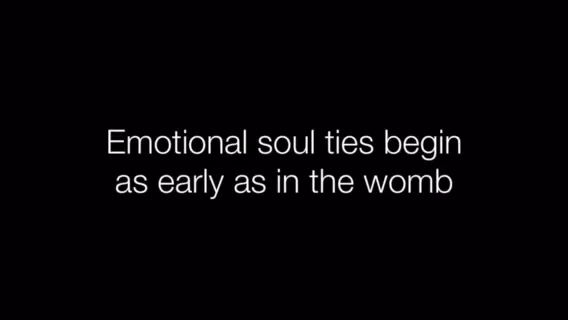 Emotional soul ties begin
as early as in the womb